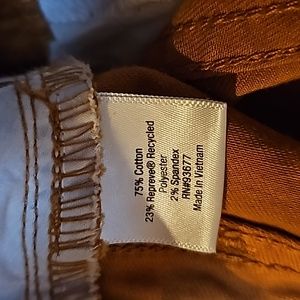 75% Cotton
23% Repreve® Recycled
Polyester
2% Spandex
RN#93677
Made in Vietnam